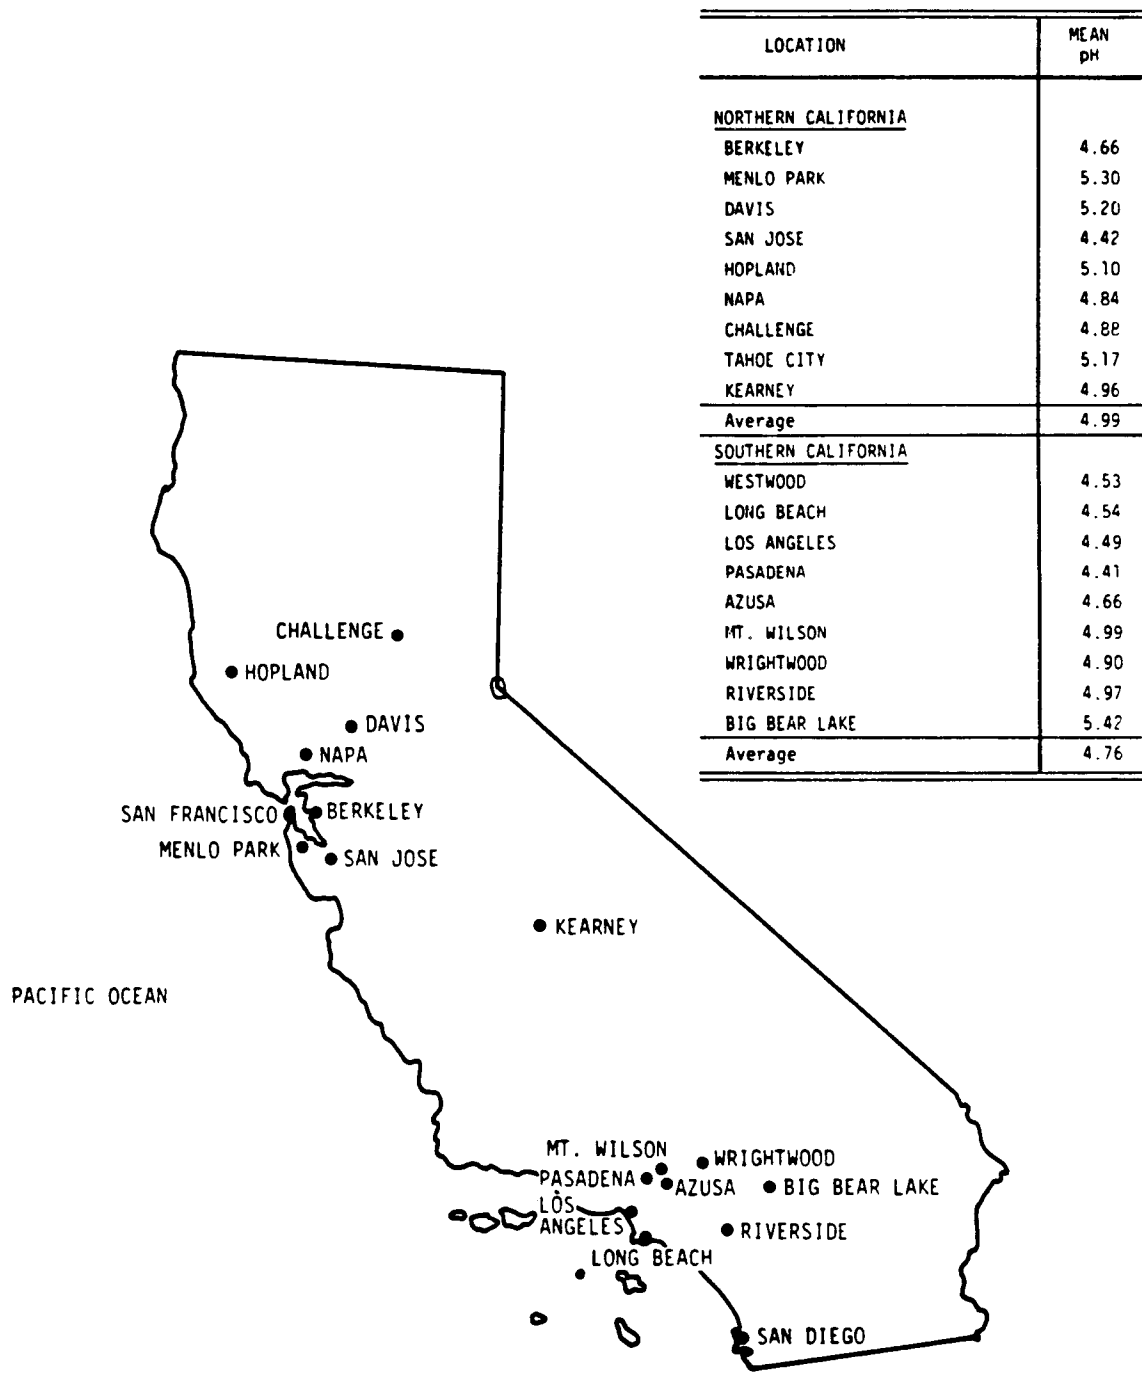 LOCATION MEAN pH
NORTHERN CALIFORNIA
BERKELEY 4.66
MENLO PARK 5.30
DAVIS 5.20
SAN JOSE 4.42
HOPLAND 5.10
NAPA 4.84
CHALLENGE 4.88
TAHOE CITY 5.17
KEARNEY 4.96
Average 4.99
SOUTHERN CALIFORNIA
WESTWOOD 4.53
LONG BEACH 4.54
LOS ANGELES 4.49
PASADENA 4.41
AZUSA 4.66
MT. WILSON 4.99
WRIGHTWOOD 4.90
RIVERSIDE 4.97
BIG BEAR LAKE 5.42
Average 4.76
CHALLENGE
HOPLAND
DAVIS
NAPA
SAN FRANCISCO
BERKELEY
MENLO PARK
SAN JOSE
KEARNEY
PACIFIC OCEAN
MT. WILSON
WRIGHTWOOD
PASADENA
AZUSA
BIG BEAR LAKE
LOS
ANGELES
RIVERSIDE
LONG BEACH
SAN DIEGO